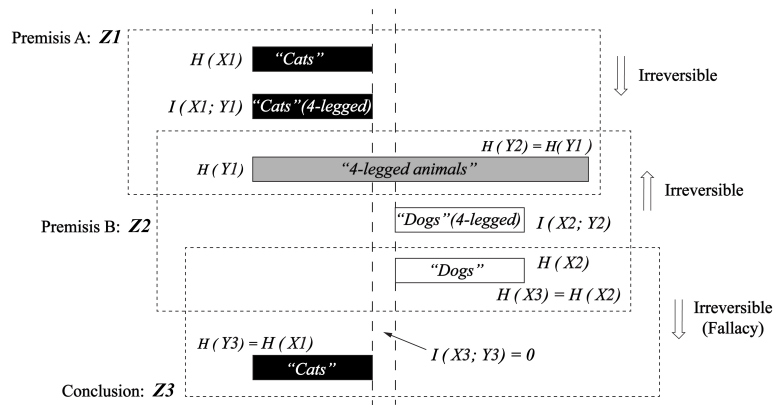 Premisis A: Z1
H ( X1 )
"Cats"
Irreversible
I ( X1; Y1 )
"Cats"(4-legged)
H ( Y2 ) = H( Y1 )
H ( Y1 )
"4-legged animals"
Irreversible
Premisis B: Z2
"Dogs"(4-legged)
I ( X2; Y2 )
"Dogs"
H ( X2 )
H ( X3 ) = H ( X2 )
Irreversible
(Fallacy)
H ( Y3 ) = H ( X1 )
I ( X3; Y3 ) = 0
"Cats"
Conclusion: Z3